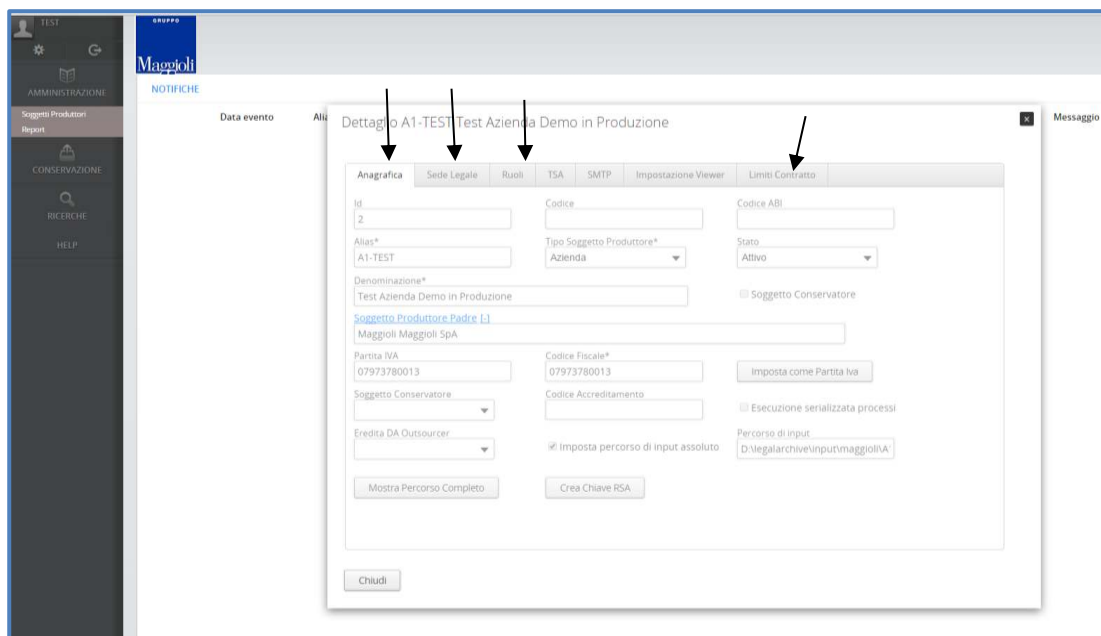 TEST
AMMINISTRAZIONE
Soggetti Produttori
Report
CONSERVAZIONE
RICERCHE
HELP
GRUPPO
Maggioli
NOTIFICHE
Data evento
Messaggio
Dettaglio A1-TEST Test Azienda Demo in Produzione
Anagrafica Sede Legale Ruoli TSA SMTP Impostazione Viewer Limiti Contratto
Id Codice Codice ABI
2
Alias* Tipo Soggetto Produttore* Stato
A1-TEST Azienda Attivo
Denominazione*
Test Azienda Demo in Produzione Soggetto Conservatore
Soggetto Produttore Padre [-]
Maggioli Maggioli SpA
Partita IVA Codice Fiscale*
07973780013 07973780013 Imposta come Partita Iva
Soggetto Conservatore Codice Accreditamento
Esecuzione serializzata processi
Eredita DA Outsourcer Percorso di input
Imposta percorso di input assoluto D:\legalarchive\input\maggioli\A
Mostra Percorso Completo Crea Chiave RSA
Chiudi